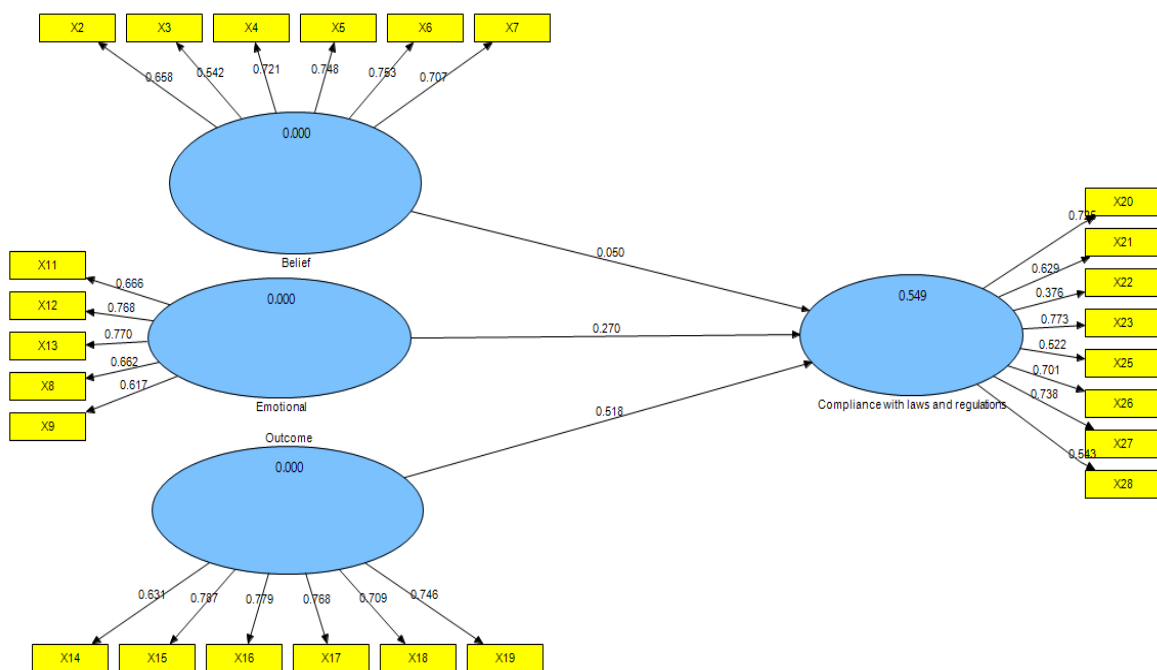 X2 X3 X4 X5 X6 X7
0.658 0.542 0.721 0.748 0.753 0.707
0.000
Belief
0.050
X11
X12
X13
X8
X9
0.666
0.768
0.770
0.662
0.617
0.000
Emotional
0.270
Outcome
0.000
0.518
0.631 0.787 0.779 0.768 0.709 0.746
X14 X15 X16 X17 X18 X19
0.549
Compliance with laws and regulations
0.629
0.376
0.773
0.522
0.701
0.738
0.543
X20
X21
X22
X23
X25
X26
X27
X28